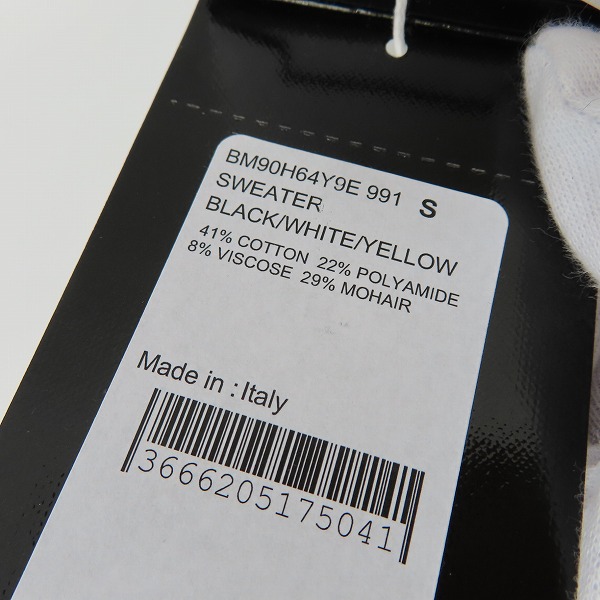 BM90H64Y9E 991 S
SWEATER
BLACK/WHITE/YELLOW
41% COTTON 22% POLYAMIDE
8% VISCOSE 29% MOHAIR
Made in : Italy
3666205175041